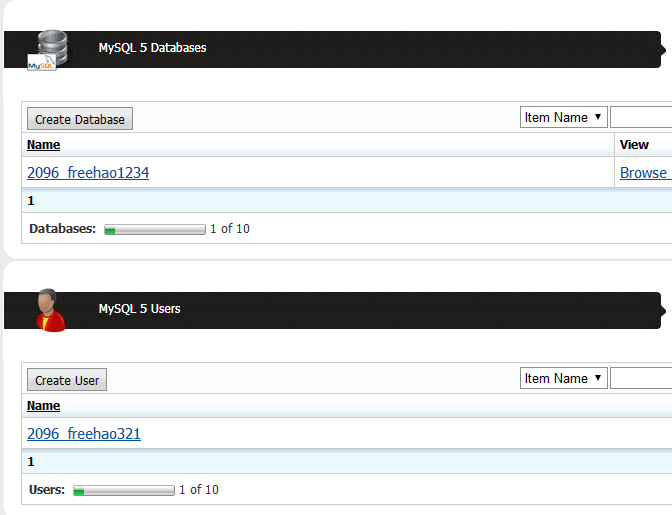 MySQL
MySQL 5 Databases
Create Database
Item Name
Name View
2096_freehao1234 Browse
1
Databases: 1 of 10
MySQL 5 Users
Create User
Item Name
Name
2096_freehao321
1
Users: 1 of 10